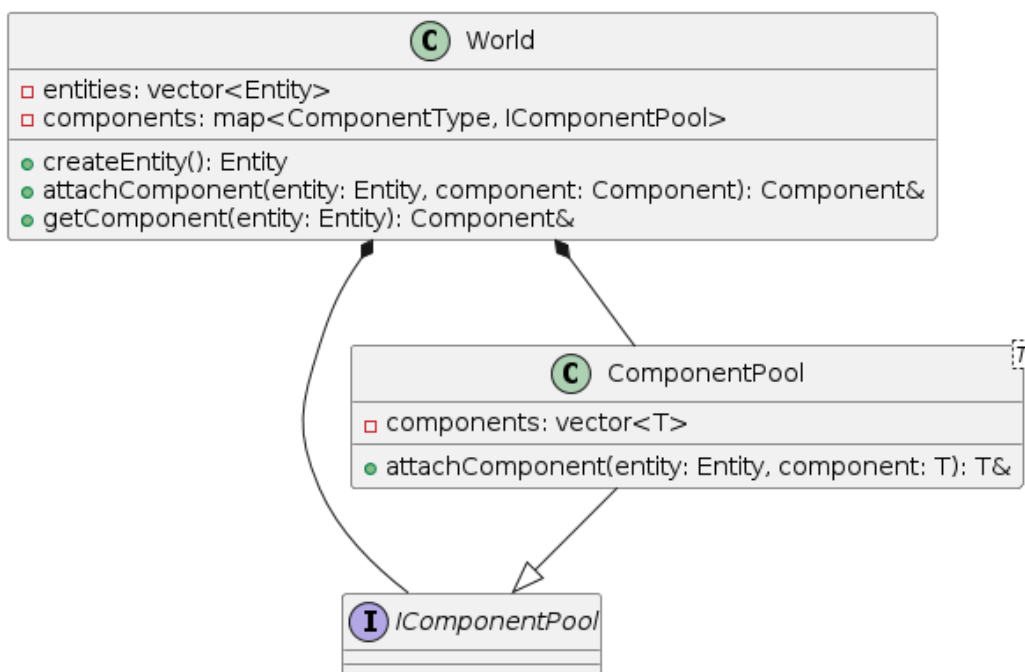 C World
entities: vector<Entity>
components: map<ComponentType, IComponentPool>
createEntity(): Entity
attachComponent(entity: Entity, component: Component): Component&
getComponent(entity: Entity): Component&
T
C ComponentPool
components: vector<T>
attachComponent(entity: Entity, component: T): T&
I IComponentPool